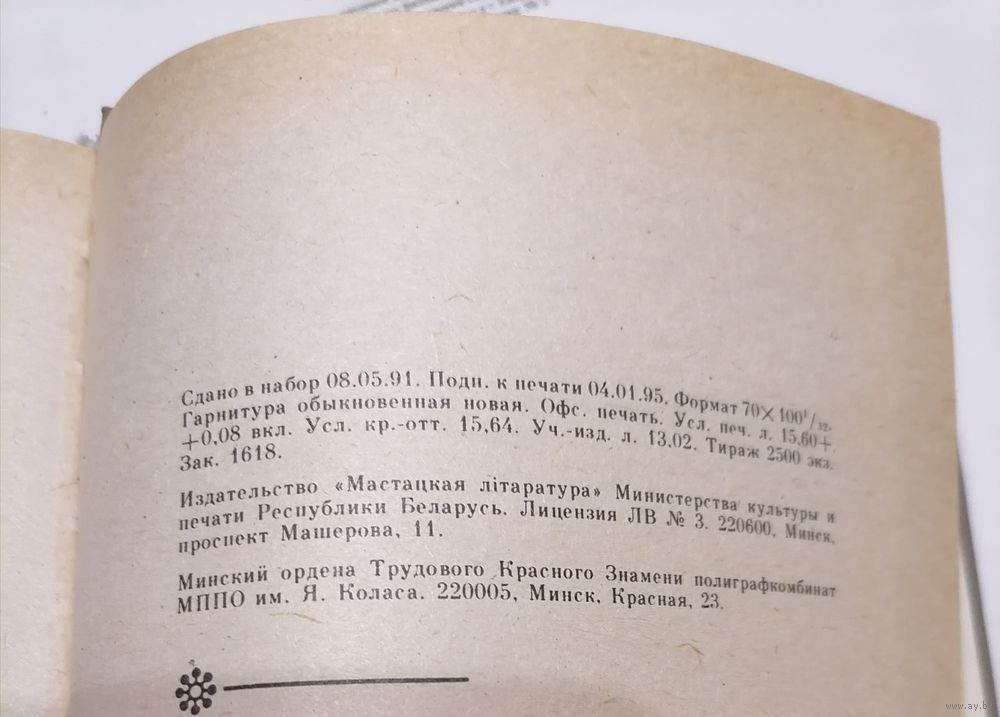 Сдано в набор 08.05.91. Подп. к печати 04.01.95. Формат 70×100¹/₃₂.
Гарнитура обыкновенная новая. Офс. печать. Усл. печ. л. 15,60+
+0,08 вкл. Усл. кр.-отт. 15,64. Уч.-изд. л. 13,02. Тираж 2500 экз.
Зак. 1618.
Издательство «Мастацкая літаратура» Министерства культуры и
печати Республики Беларусь. Лицензия ЛВ № 3. 220600, Минск,
проспект Машерова, 11.
Минский ордена Трудового Красного Знамени полиграфкомбинат
МППО им. Я. Коласа. 220005, Минск, Красная, 23.